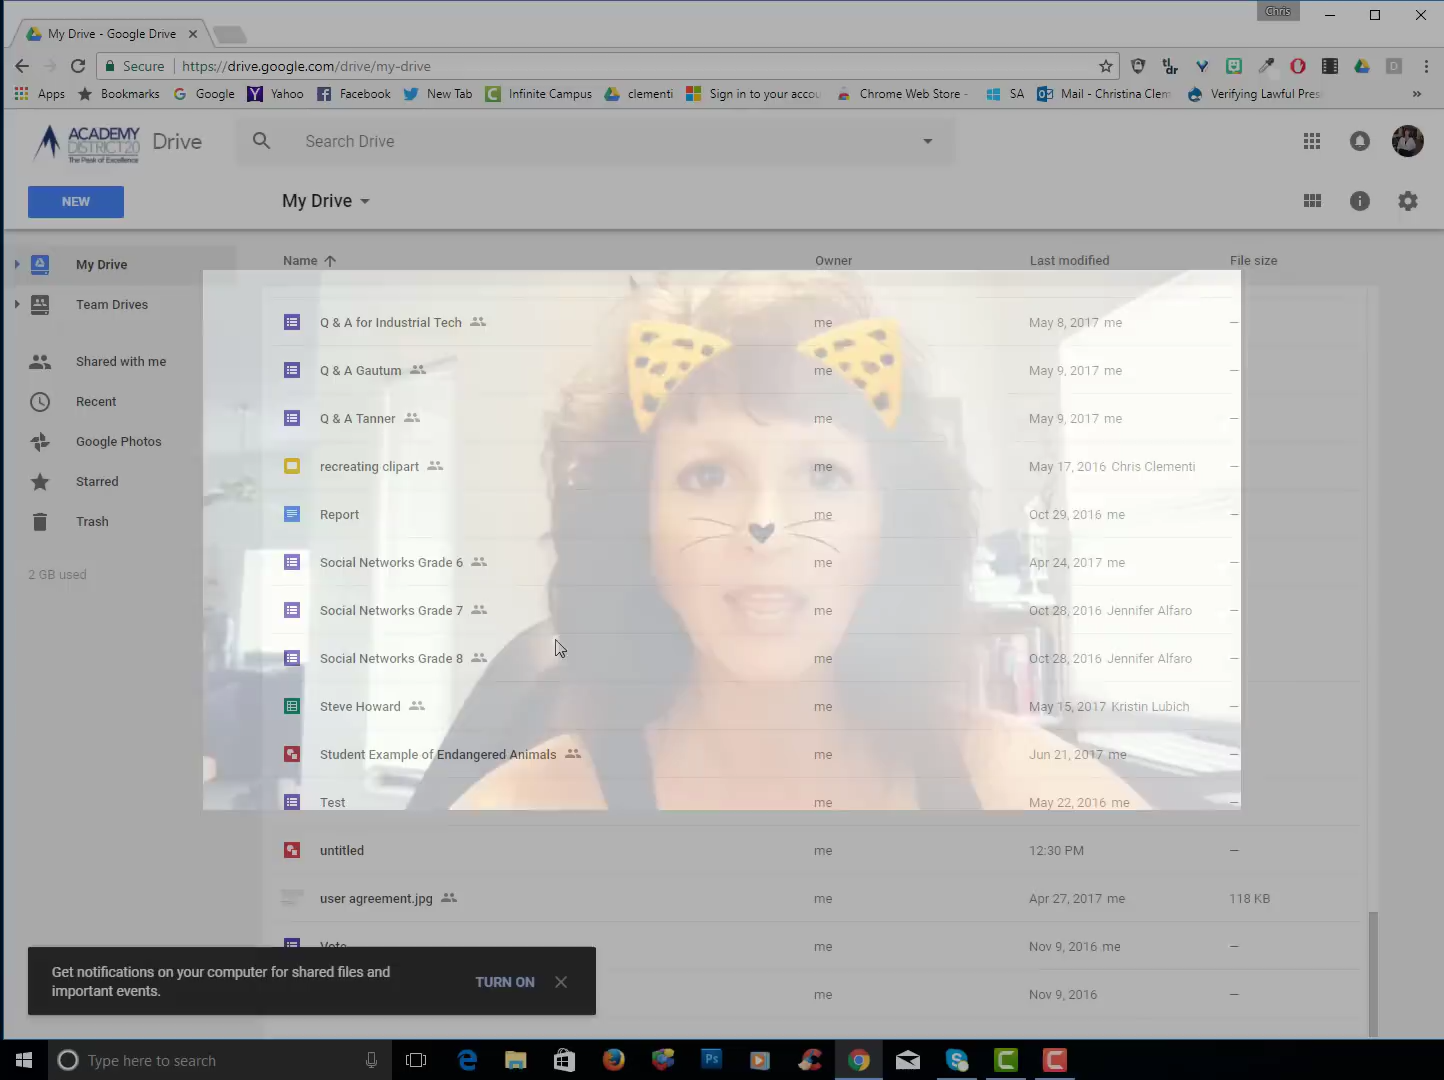 Chris
My Drive - Google Drive
Secure https://drive.google.com/drive/my-drive
tl;dr
Apps Bookmarks Google Yahoo Facebook New Tab Infinite Campus clementi Sign in to your accou Chrome Web Store - SA Mail - Christina Clem Verifying Lawful Pres
ACADEMY
DISTRICT 20
The Peak of Excellence
Drive
Search Drive
NEW
My Drive
My Drive
Team Drives
Shared with me
Recent
Google Photos
Starred
Trash
2 GB used
Name Owner Last modified File size
Q & A for Industrial Tech me May 8, 2017 me –
Q & A Gautum me May 9, 2017 me –
Q & A Tanner me May 9, 2017 me –
recreating clipart me May 17, 2016 Chris Clementi –
Report me Oct 29, 2016 me –
Social Networks Grade 6 me Apr 24, 2017 me –
Social Networks Grade 7 me Oct 28, 2016 Jennifer Alfaro –
Social Networks Grade 8 me Oct 28, 2016 Jennifer Alfaro –
Steve Howard me May 15, 2017 Kristin Lubich –
Student Example of Endangered Animals me Jun 21, 2017 me –
Test me May 22, 2016 me –
untitled me 12:30 PM –
user agreement.jpg me Apr 27, 2017 me 118 KB
Vote me Nov 9, 2016 me –
me Nov 9, 2016 –
Get notifications on your computer for shared files and
important events.
TURN ON
Type here to search
Ps